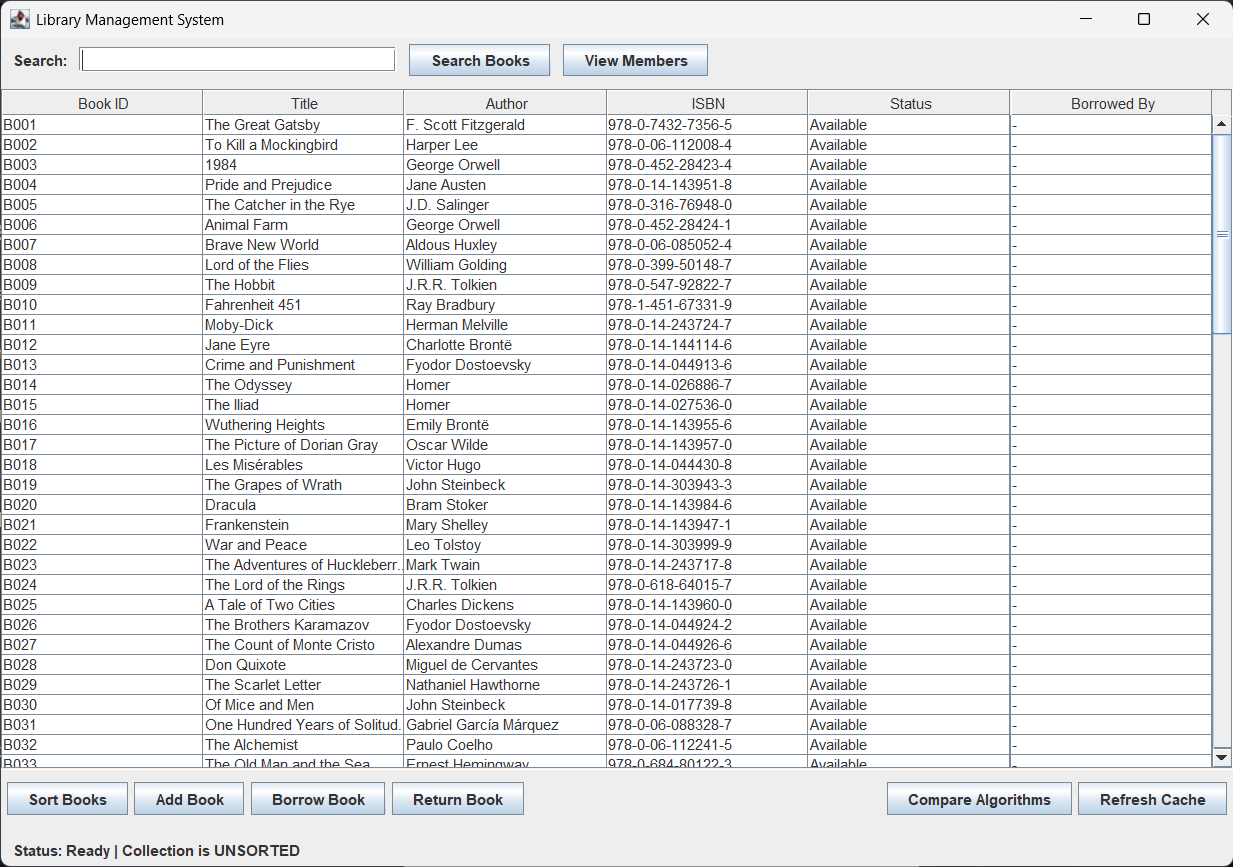 Library Management System
Search: Search Books View Members
Book ID Title Author ISBN Status Borrowed By
B001 The Great Gatsby F. Scott Fitzgerald 978-0-7432-7356-5 Available -
B002 To Kill a Mockingbird Harper Lee 978-0-06-112008-4 Available -
B003 1984 George Orwell 978-0-452-28423-4 Available -
B004 Pride and Prejudice Jane Austen 978-0-14-143951-8 Available -
B005 The Catcher in the Rye J.D. Salinger 978-0-316-76948-0 Available -
B006 Animal Farm George Orwell 978-0-452-28424-1 Available -
B007 Brave New World Aldous Huxley 978-0-06-085052-4 Available -
B008 Lord of the Flies William Golding 978-0-399-50148-7 Available -
B009 The Hobbit J.R.R. Tolkien 978-0-547-92822-7 Available -
B010 Fahrenheit 451 Ray Bradbury 978-1-451-67331-9 Available -
B011 Moby-Dick Herman Melville 978-0-14-243724-7 Available -
B012 Jane Eyre Charlotte Brontë 978-0-14-144114-6 Available -
B013 Crime and Punishment Fyodor Dostoevsky 978-0-14-044913-6 Available -
B014 The Odyssey Homer 978-0-14-026886-7 Available -
B015 The Iliad Homer 978-0-14-027536-0 Available -
B016 Wuthering Heights Emily Brontë 978-0-14-143955-6 Available -
B017 The Picture of Dorian Gray Oscar Wilde 978-0-14-143957-0 Available -
B018 Les Misérables Victor Hugo 978-0-14-044430-8 Available -
B019 The Grapes of Wrath John Steinbeck 978-0-14-303943-3 Available -
B020 Dracula Bram Stoker 978-0-14-143984-6 Available -
B021 Frankenstein Mary Shelley 978-0-14-143947-1 Available -
B022 War and Peace Leo Tolstoy 978-0-14-303999-9 Available -
B023 The Adventures of Huckleberr... Mark Twain 978-0-14-243717-8 Available -
B024 The Lord of the Rings J.R.R. Tolkien 978-0-618-64015-7 Available -
B025 A Tale of Two Cities Charles Dickens 978-0-14-143960-0 Available -
B026 The Brothers Karamazov Fyodor Dostoevsky 978-0-14-044924-2 Available -
B027 The Count of Monte Cristo Alexandre Dumas 978-0-14-044926-6 Available -
B028 Don Quixote Miguel de Cervantes 978-0-14-243723-0 Available -
B029 The Scarlet Letter Nathaniel Hawthorne 978-0-14-243726-1 Available -
B030 Of Mice and Men John Steinbeck 978-0-14-017739-8 Available -
B031 One Hundred Years of Solitud... Gabriel García Márquez 978-0-06-088328-7 Available -
B032 The Alchemist Paulo Coelho 978-0-06-112241-5 Available -
B033 The Old Man and the Sea Ernest Hemingway 978-0-684-80122-3 Available -
Sort Books Add Book Borrow Book Return Book Compare Algorithms Refresh Cache
Status: Ready | Collection is UNSORTED